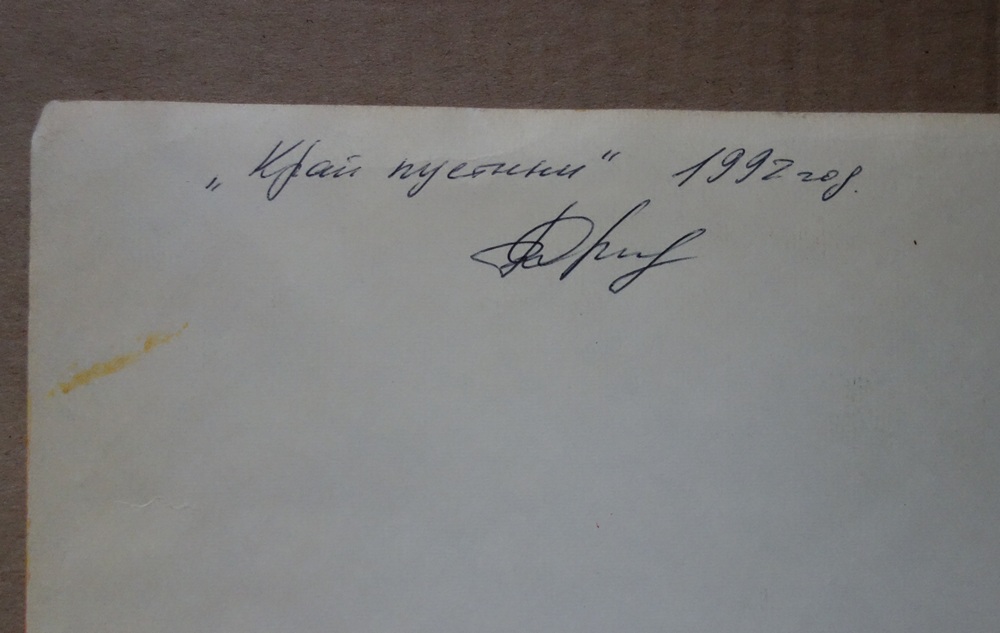 „Край пустыни“ 1992 год.